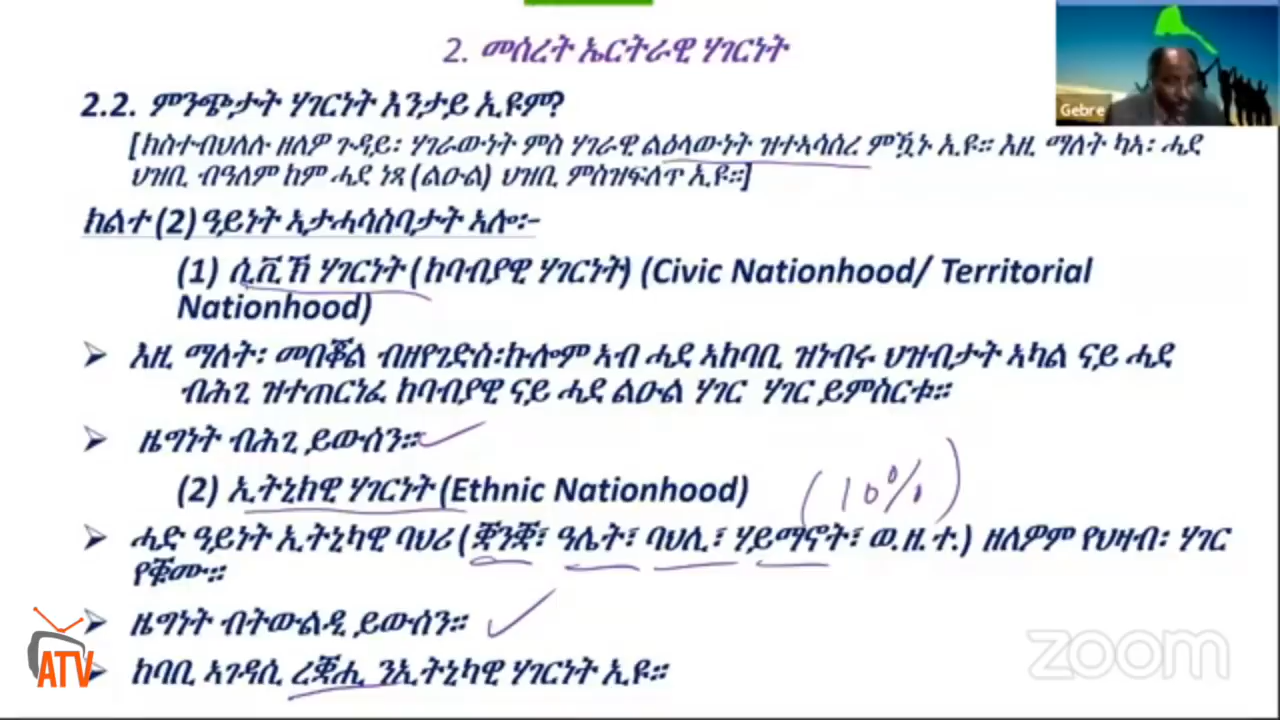 2. መሰረት ኤርትራዊ ሃገርነት
Gebre
2.2. ምንጭታት ሃገርነት እንታይ ኢዩም?
[ክስተብህለሉ ዘለዎ ጉዳይ፡ ሃገራውነት ምስ ሃገራዊ ልዕላውነት ዝተኣሳሰረ ምዃኑ ኢዩ። እዚ ማለት ካኣ፡ ሓደ
ህዝቢ ብዓለም ከም ሓደ ነጻ (ልዑል) ህዝቢ ምስዝፍለጥ ኢዩ።]
ክልተ (2) ዓይነት ኣታሓሳስባታት ኣሎ፦
(1) ሲቪኽ ሃገርነት (ከባብያዊ ሃገርነት) (Civic Nationhood/ Territorial
Nationhood)
➤ እዚ ማለት፡ መበቆል ብዘየገድስ፡ኩሎም ኣብ ሓደ ኣከባቢ ዝነብሩ ህዝብታት ኣካል ናይ ሓደ
ብሕጊ ዝተጠርነፈ ከባብያዊ ናይ ሓደ ልዑል ሃገር ሃገር ይምስርቱ።
➤ ዜግነት ብሕጊ ይውሰን።
(2) ኢትኒከዊ ሃገርነት (Ethnic Nationhood) (10%)
➤ ሓድ ዓይነት ኢትኒካዊ ባህሪ (ቛንቛ፣ ዓሌት፣ ባህሊ፣ ሃይማኖት፣ ወ.ዘ.ተ.) ዘለዎም የህዛብ፡ ሃገር
የቑሙ።
➤ ዜግነት ብትውልዲ ይውሰን።
➤ ከባቢ ኣገዳሲ ረቛሒ ንኢትኒካዊ ሃገርነት ኢዩ።
ATV
zoom